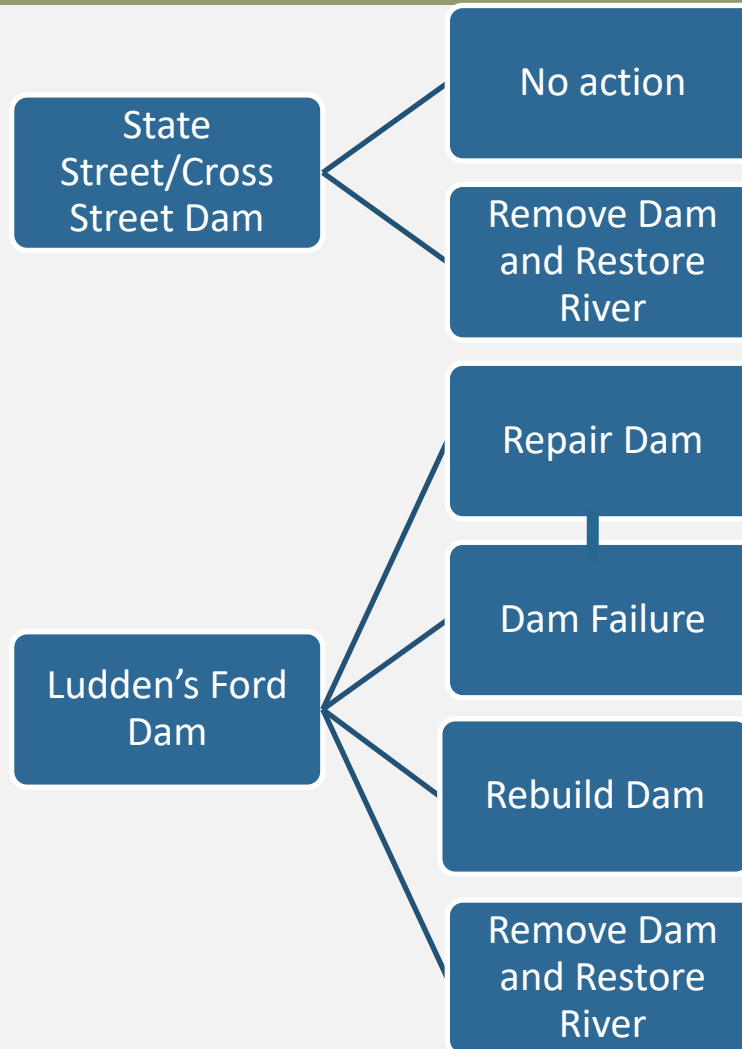 State
Street/Cross
Street Dam
No action
Remove Dam
and Restore
River
Repair Dam
Dam Failure
Ludden’s Ford
Dam
Rebuild Dam
Remove Dam
and Restore
River